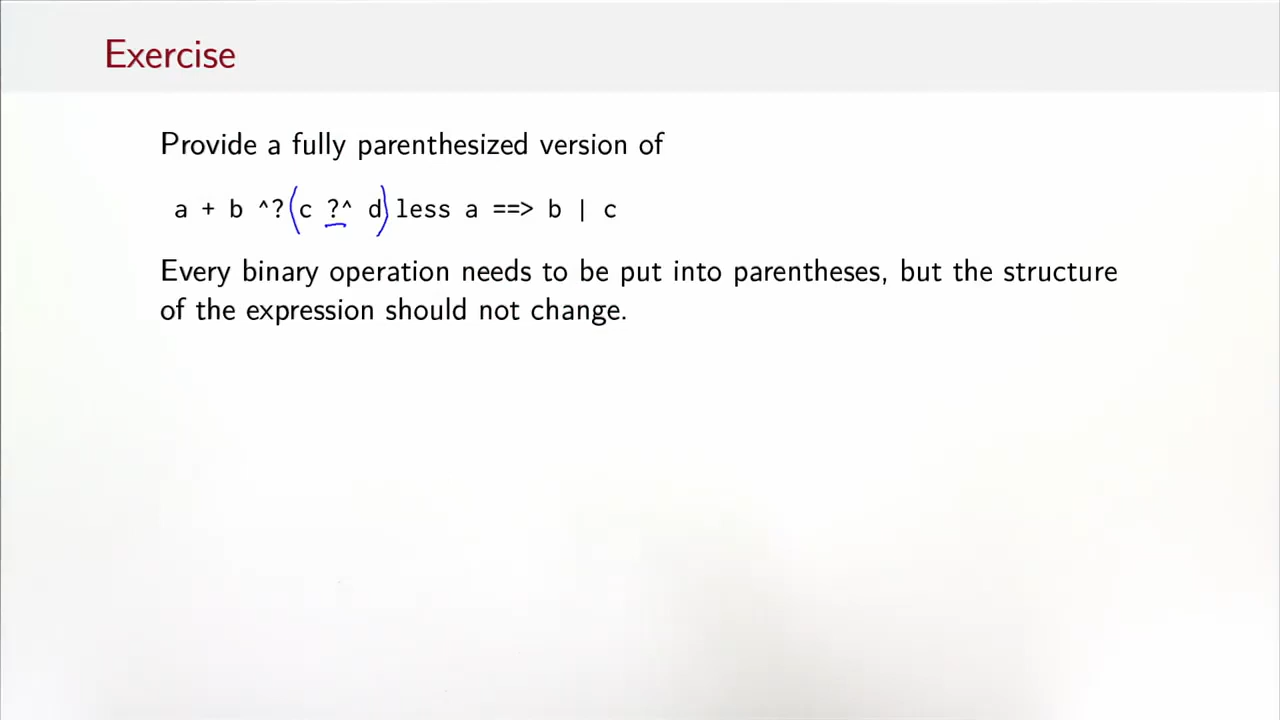 Exercise
Provide a fully parenthesized version of
a + b ^? (c ?^ d) less a ==> b | c
Every binary operation needs to be put into parentheses, but the structure
of the expression should not change.